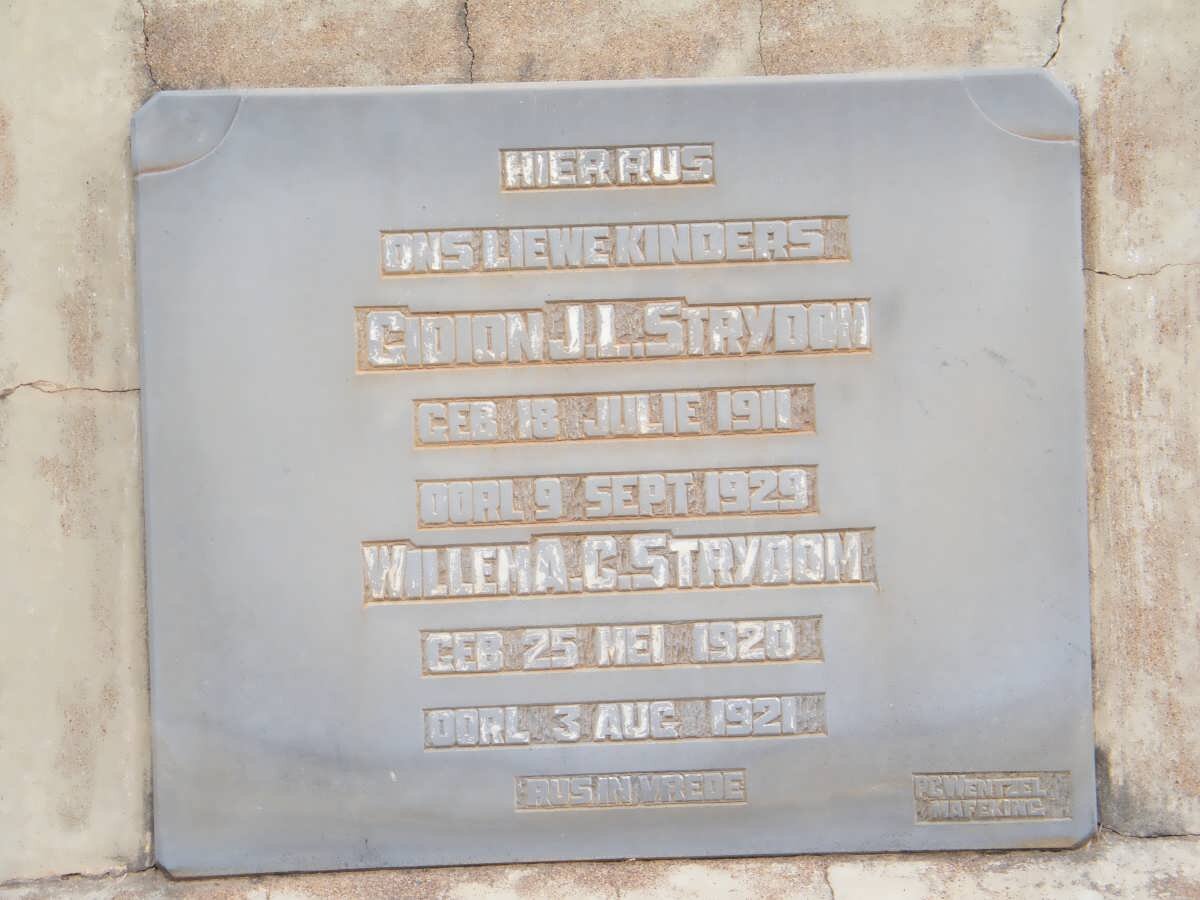 HIER RUS
ONS LIEWE KINDERS
GIDION J.L. STRYDOM
GEB 18 JULIE 1911
OORL 9 SEPT 1929
WILLEMA. C. STRYDOM
GEB 25 MEI 1920
OORL 3 AUG 1921
RUS IN VREDE
P.C. WENTZEL
MAFEKING